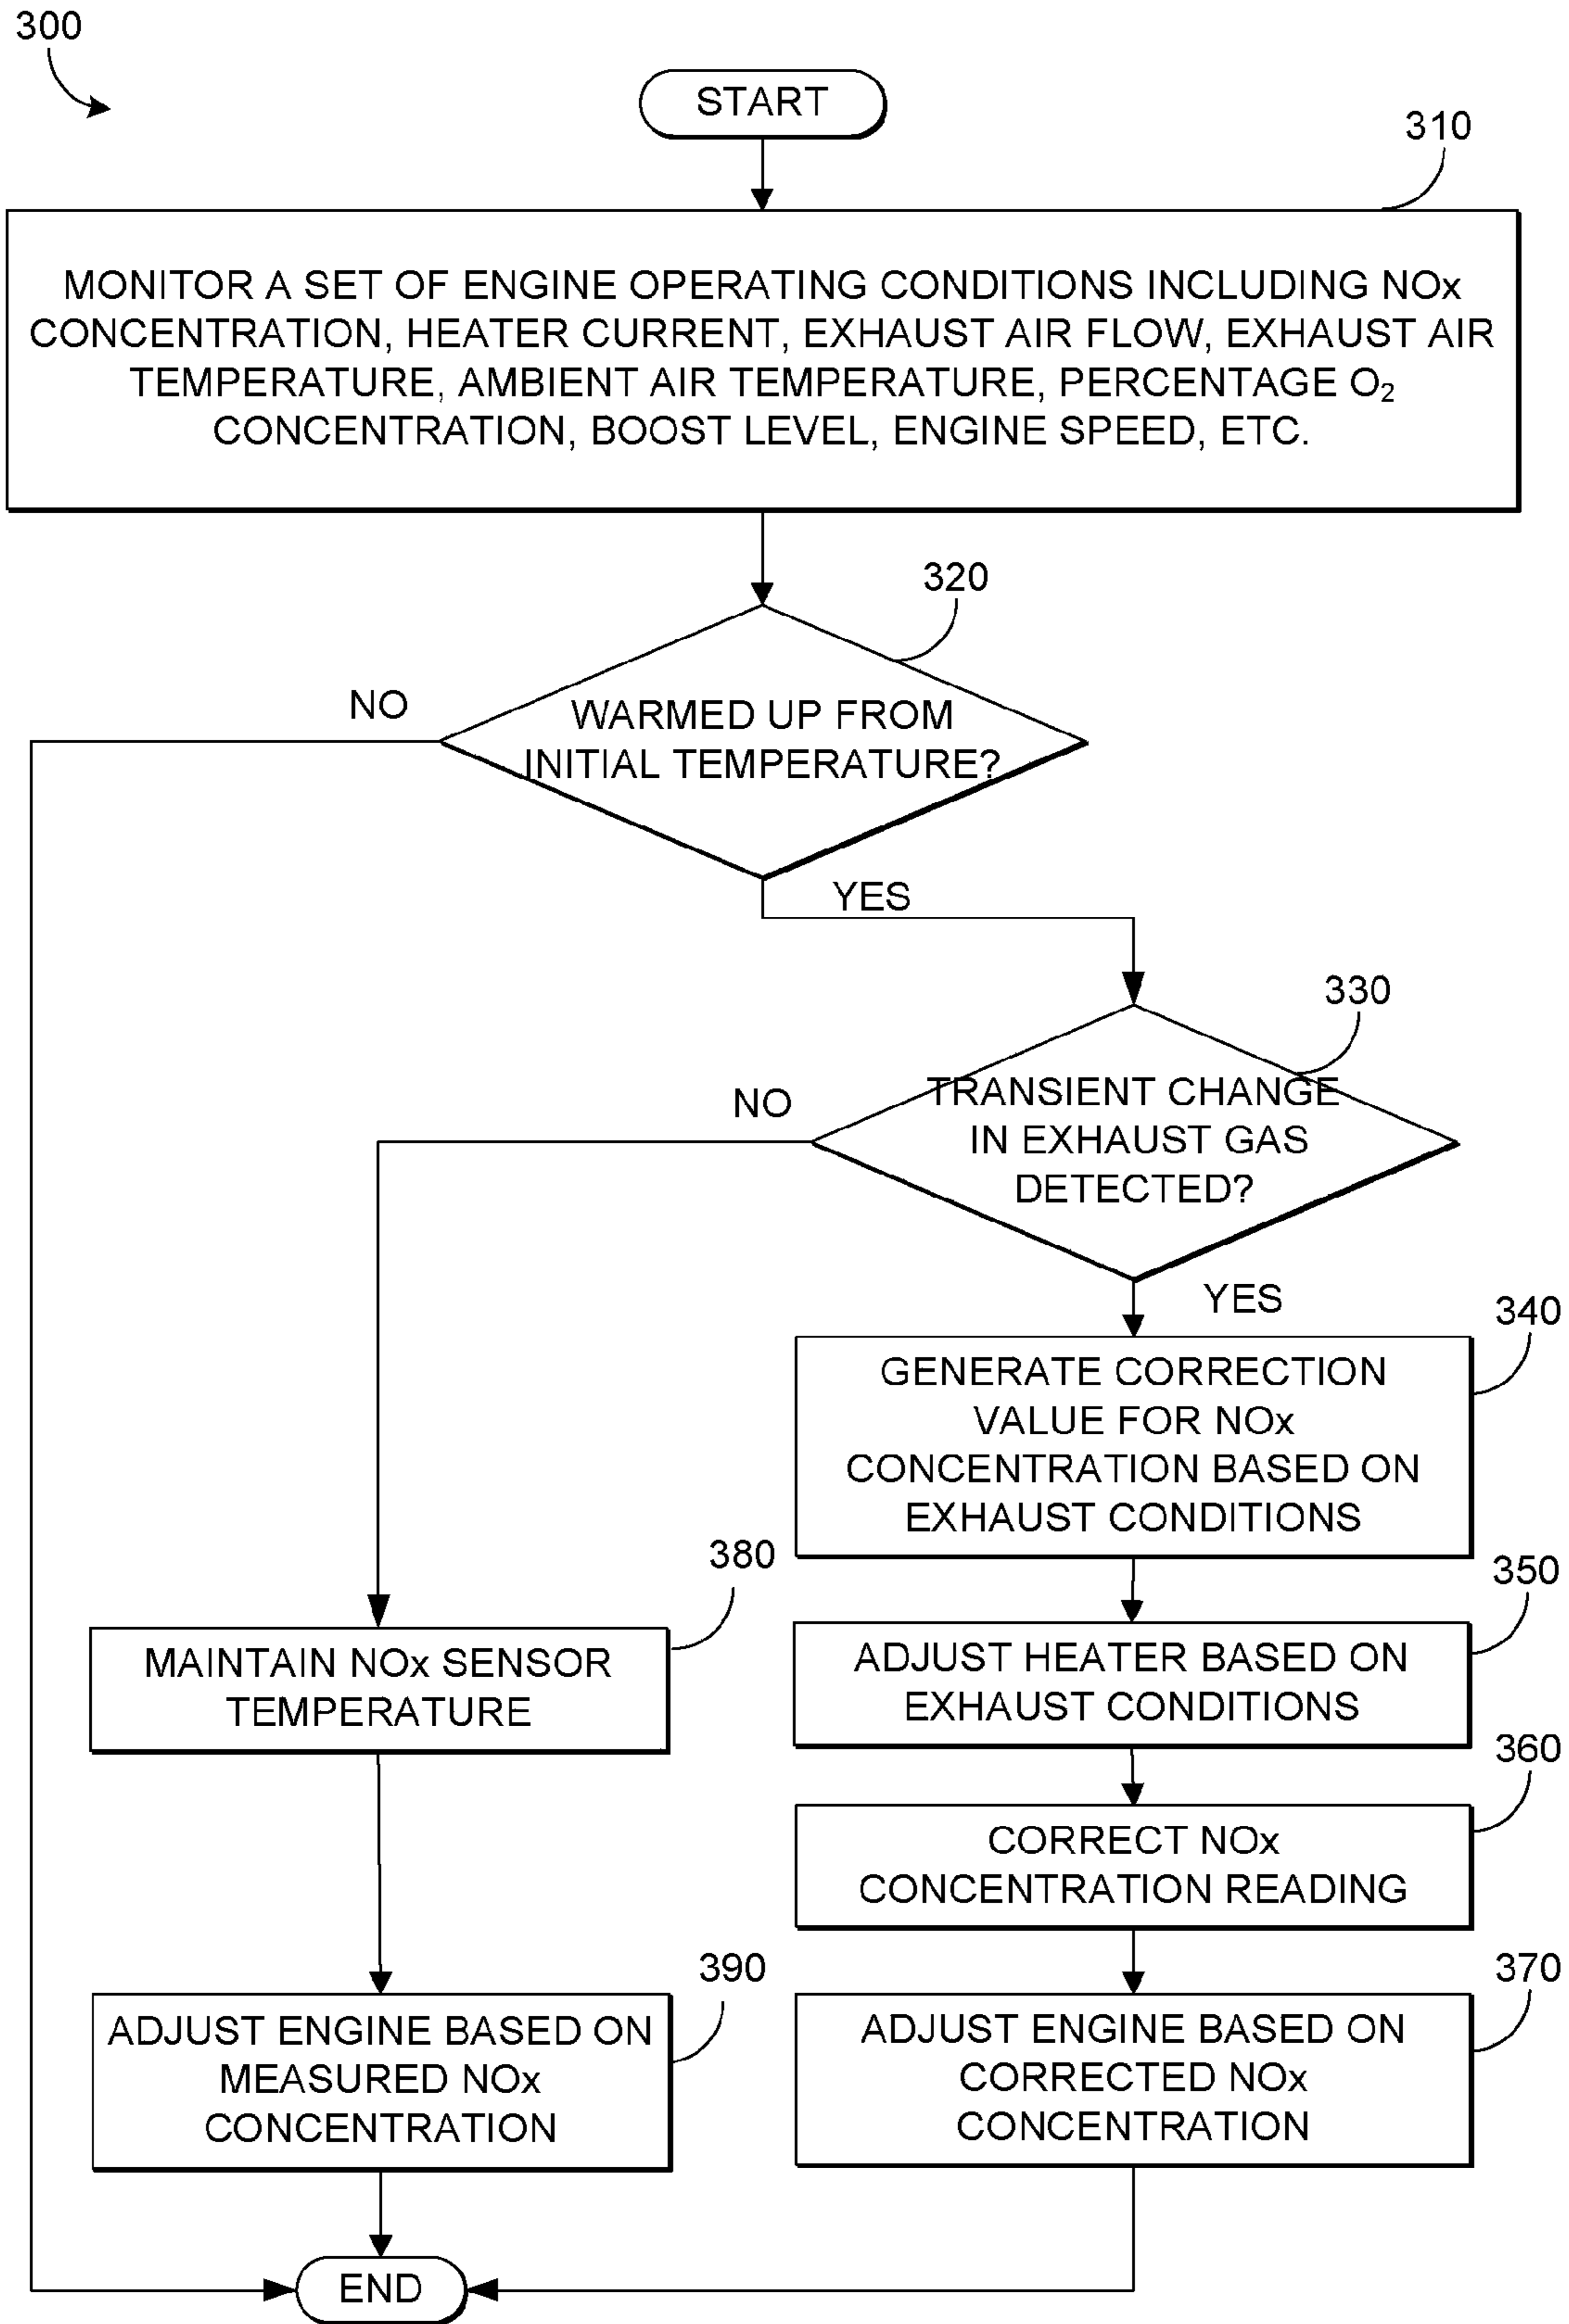 300
START
310
MONITOR A SET OF ENGINE OPERATING CONDITIONS INCLUDING NOx
CONCENTRATION, HEATER CURRENT, EXHAUST AIR FLOW, EXHAUST AIR
TEMPERATURE, AMBIENT AIR TEMPERATURE, PERCENTAGE O₂
CONCENTRATION, BOOST LEVEL, ENGINE SPEED, ETC.
320
NO
WARMED UP FROM
INITIAL TEMPERATURE?
YES
330
NO
TRANSIENT CHANGE
IN EXHAUST GAS
DETECTED?
YES
340
GENERATE CORRECTION
VALUE FOR NOx
CONCENTRATION BASED ON
EXHAUST CONDITIONS
350
ADJUST HEATER BASED ON
EXHAUST CONDITIONS
380
MAINTAIN NOx SENSOR
TEMPERATURE
360
CORRECT NOx
CONCENTRATION READING
390
ADJUST ENGINE BASED ON
MEASURED NOx
CONCENTRATION
370
ADJUST ENGINE BASED ON
CORRECTED NOx
CONCENTRATION
END